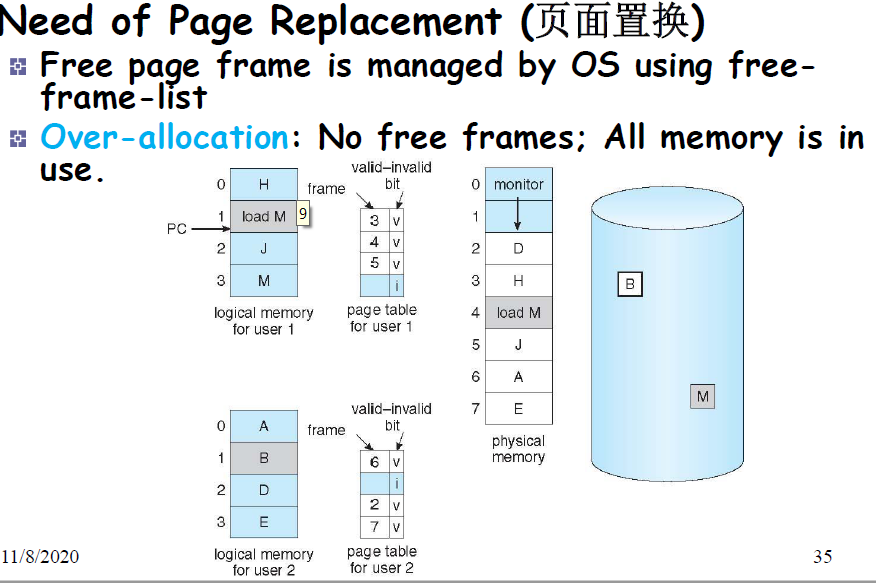 Need of Page Replacement (页面置换)
Free page frame is managed by OS using free-
frame-list
Over-allocation: No free frames; All memory is in
use.
0 H
1 load M 9
PC
2 J
3 M
logical memory
for user 1
frame
valid–invalid
bit
3 v
4 v
5 v
i
page table
for user 1
0 monitor
1
2 D
3 H
4 load M
5 J
6 A
7 E
physical
memory
B
M
0 A
1 B
2 D
3 E
logical memory
for user 2
frame
valid–invalid
bit
6 v
i
2 v
7 v
page table
for user 2
11/8/2020
35